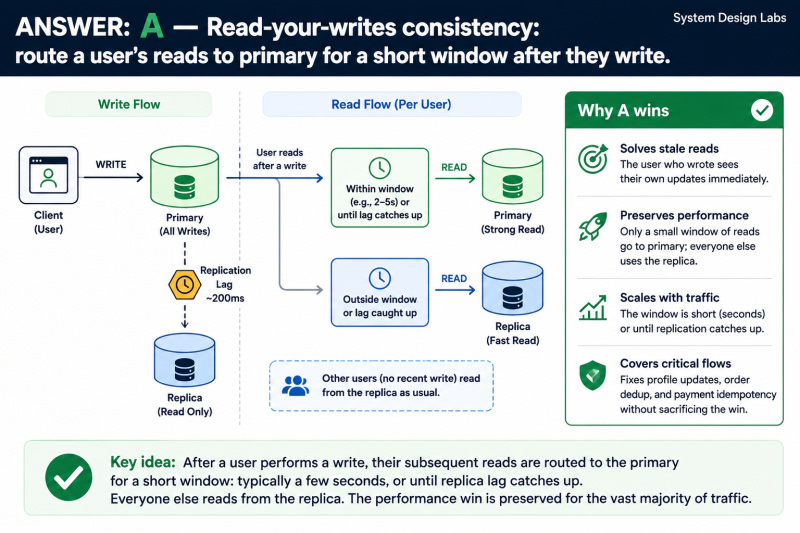 ANSWER: A — Read-your-writes consistency:
route a user's reads to primary for a short window after they write.
System Design Labs
Write Flow
Client
(User)
WRITE
Primary
(All Writes)
Replication
Lag
~200ms
Replica
(Read Only)
Read Flow (Per User)
User reads
after a write
Within window
(e.g., 2–5s) or
until lag catches up
READ
Primary
(Strong Read)
Outside window
or lag caught up
READ
Replica
(Fast Read)
Other users (no recent write) read
from the replica as usual.
Why A wins
Solves stale reads
The user who wrote sees
their own updates immediately.
Preserves performance
Only a small window of reads
go to primary; everyone else
uses the replica.
Scales with traffic
The window is short (seconds)
or until replication catches up.
Covers critical flows
Fixes profile updates, order
dedup, and payment idempotency
without sacrificing the win.
Key idea: After a user performs a write, their subsequent reads are routed to the primary
for a short window: typically a few seconds, or until replica lag catches up.
Everyone else reads from the replica. The performance win is preserved for the vast majority of traffic.